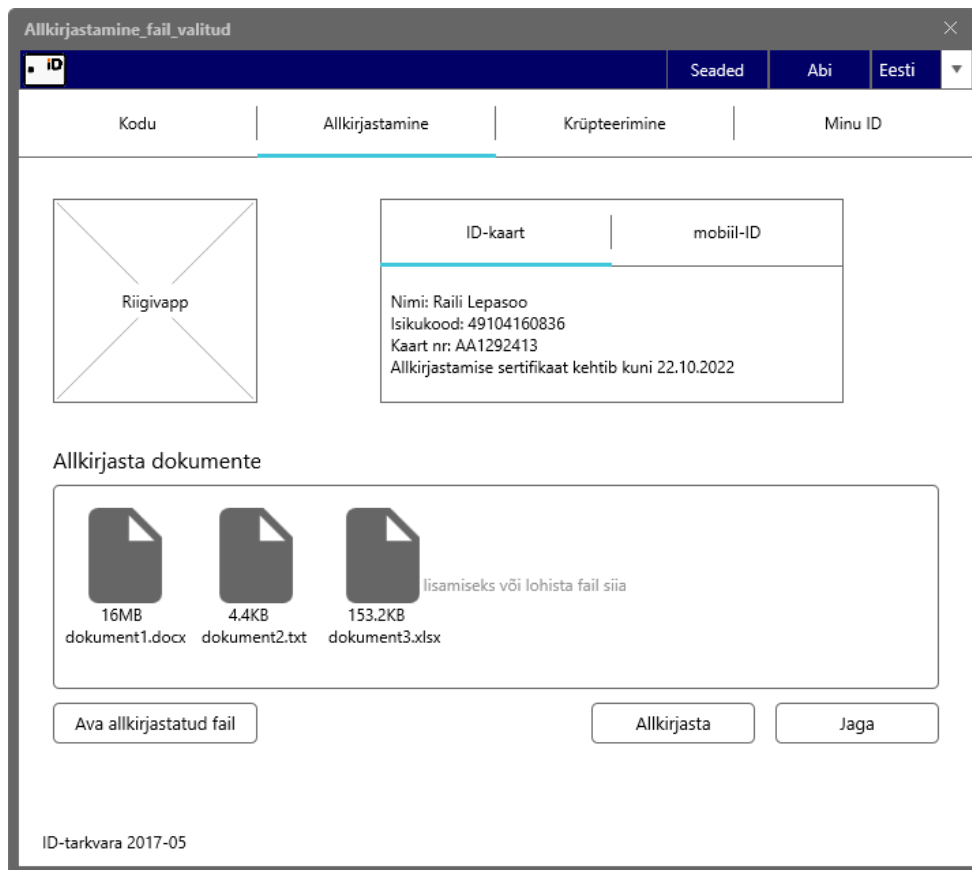 Allkirjastamine_fail_valitud
iD
Seaded
Abi
Eesti
Kodu
Allkirjastamine
Krüpteerimine
Minu ID
Riigivapp
ID-kaart
mobiil-ID
Nimi: Raili Lepasoo
Isikukood: 49104160836
Kaart nr: AA1292413
Allkirjastamise sertifikaat kehtib kuni 22.10.2022
Allkirjasta dokumente
lisamiseks või lohista fail siia
16MB
dokument1.docx
4.4KB
dokument2.txt
153.2KB
dokument3.xlsx
Ava allkirjastatud fail
Allkirjasta
Jaga
ID-tarkvara 2017-05